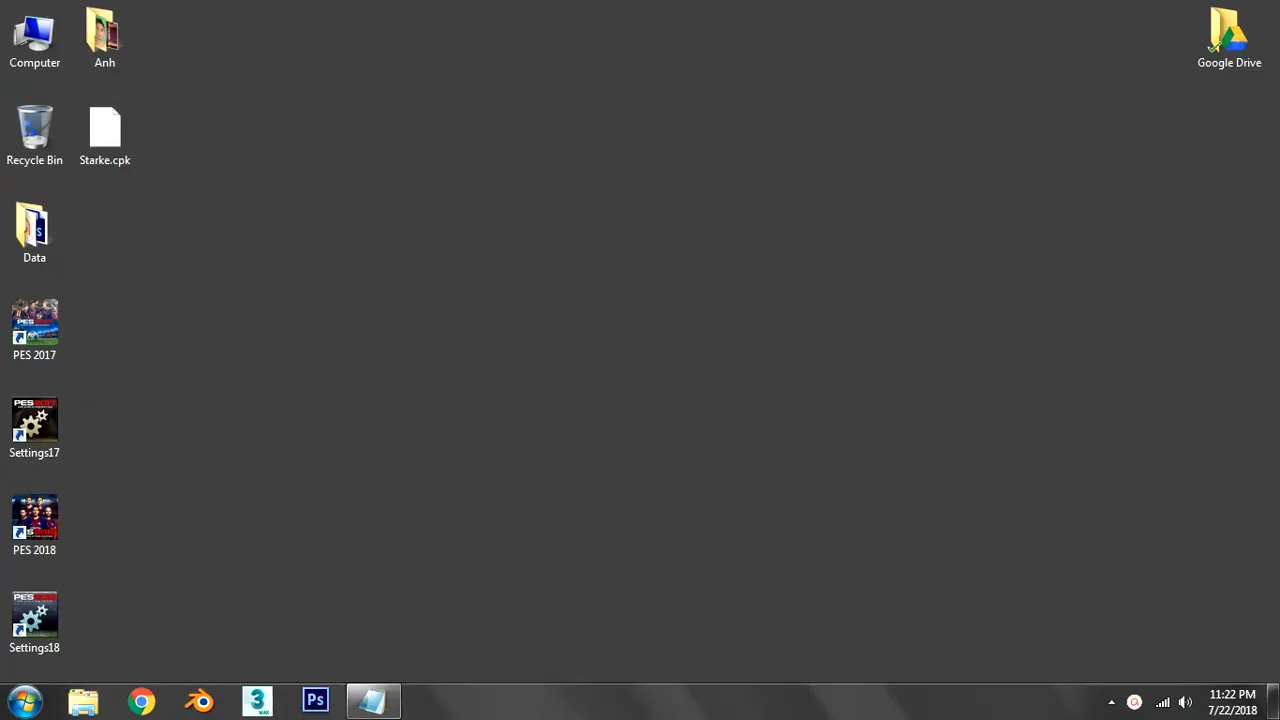 Computer
Anh
Google Drive
Recycle Bin
Starke.cpk
Data
PES 2017
Settings17
PES 2018
Settings18
Ps
11:22 PM
7/22/2018